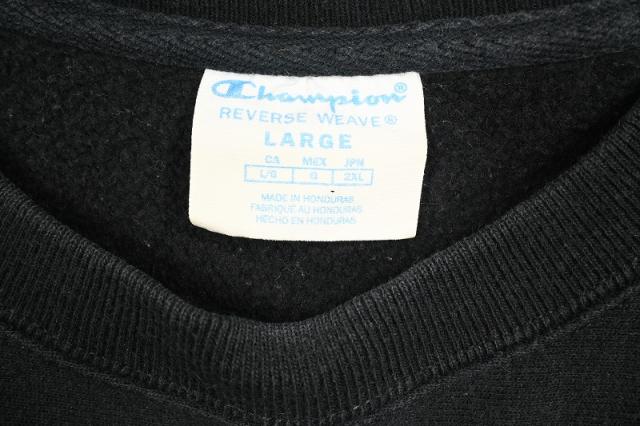 Champion®
REVERSE WEAVE®
LARGE
CA MEX JPN
L/G G 2XL
MADE IN HONDURAS
FABRIQUÉ AU HONDURAS
HECHO EN HONDURAS